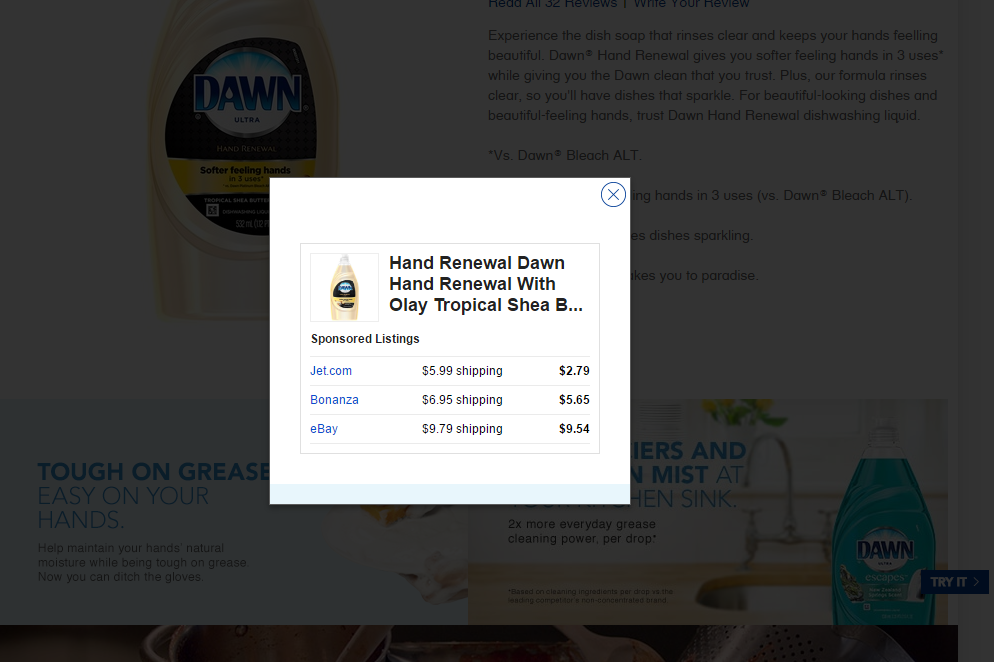 Read All 32 Reviews | Write Your Review
Experience the dish soap that rinses clear and keeps your hands feelling
beautiful. Dawn® Hand Renewal gives you softer feeling hands in 3 uses*
while giving you the Dawn clean that you trust. Plus, our formula rinses
clear, so you'll have dishes that sparkle. For beautiful-looking dishes and
beautiful-feeling hands, trust Dawn Hand Renewal dishwashing liquid.
*Vs. Dawn® Bleach ALT.
ing hands in 3 uses (vs. Dawn® Bleach ALT).
es dishes sparkling.
akes you to paradise.
DAWN
ULTRA
HAND RENEWAL
Softer feeling hands
in 3 uses*
TROPICAL SHEA BUTTER
Hand Renewal Dawn
Hand Renewal With
Olay Tropical Shea B...
Sponsored Listings
Jet.com $5.99 shipping $2.79
Bonanza $6.95 shipping $5.65
eBay $9.79 shipping $9.54
TOUGH ON GREASE
EASY ON YOUR
HANDS.
Help maintain your hands' natural
moisture while being tough on grease.
Now you can ditch the gloves.
IERS AND
N MIST AT
HEN SINK.
2x more everyday grease
cleaning power, per drop*
*Based on cleaning ingredients per drop vs. the
leading competitor's non-concentrated brand.
DAWN
ULTRA
escapes
TRY IT >